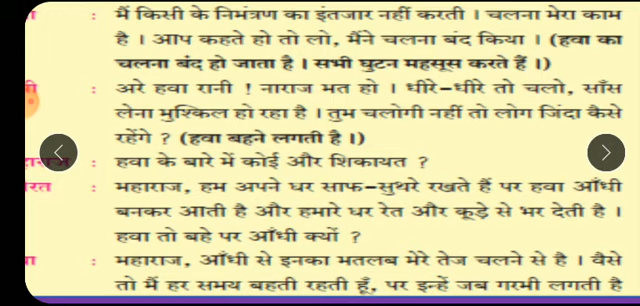 : मैं किसी के निमंत्रण का इंतजार नहीं करती । चलना मेरा काम
है । आप कहते हो तो लो, मैंने चलना बंद किया । (हवा का
चलना बंद हो जाता है । सभी घुटन महसूस करते हैं ।)
: अरे हवा रानी ! नाराज मत हो । धीरे-धीरे तो चलो, साँस
लेना मुश्किल हो रहा है । तुम चलोगी नहीं तो लोग जिंदा कैसे
रहेंगे ? (हवा बहने लगती है ।)
: हवा के बारे में कोई और शिकायत ?
: महाराज, हम अपने घर साफ-सुथरे रखते हैं पर हवा आँधी
बनकर आती है और हमारे घर रेत और कूड़े से भर देती है ।
हवा तो बहे पर आँधी क्यों ?
: महाराज, आँधी से इनका मतलब मेरे तेज चलने से है । वैसे
तो मैं हर समय बहती रहती हूँ, पर इन्हें जब गरमी लगती है